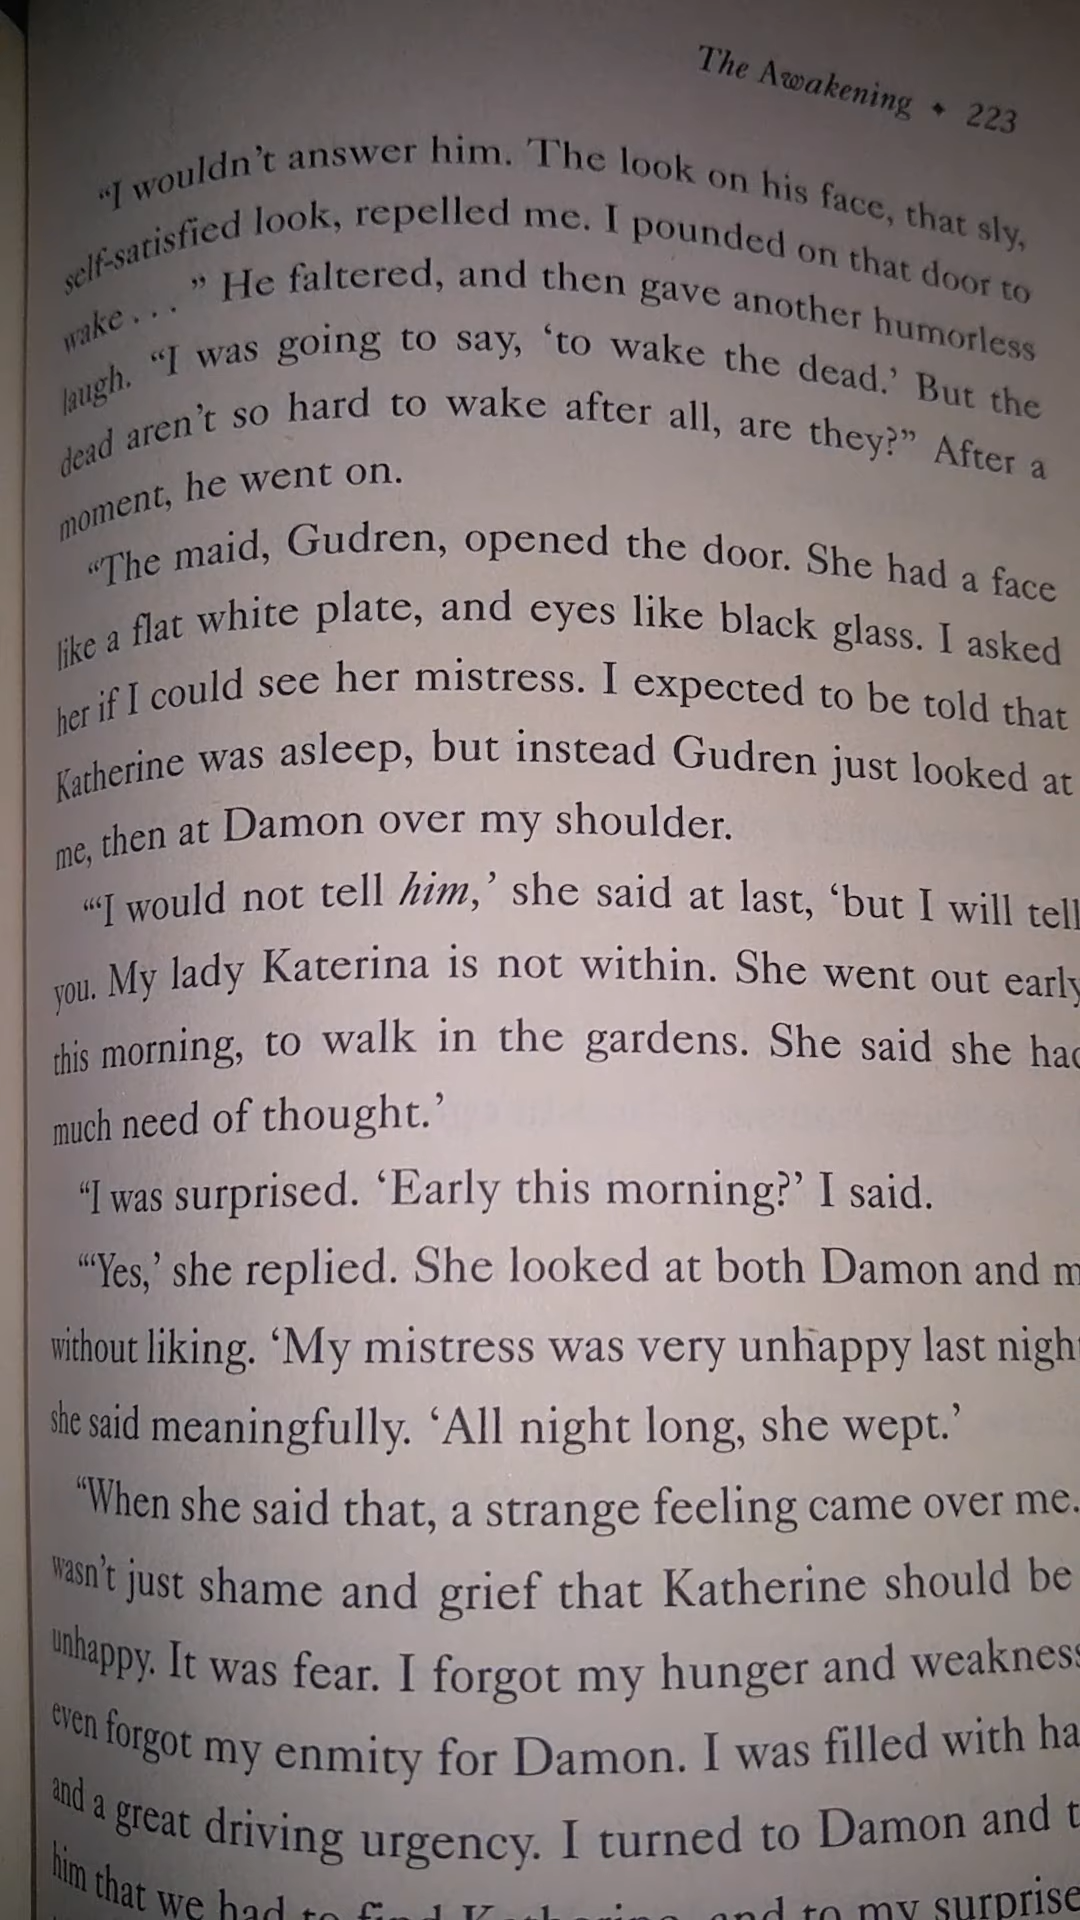 The Awakening ✦ 223
“I wouldn’t answer him. The look on his face, that sly,
self-satisfied look, repelled me. I pounded on that door to
wake . . . ” He faltered, and then gave another humorless
laugh. “I was going to say, ‘to wake the dead.’ But the
dead aren’t so hard to wake after all, are they?” After a
moment, he went on.
“The maid, Gudren, opened the door. She had a face
like a flat white plate, and eyes like black glass. I asked
her if I could see her mistress. I expected to be told that
Katherine was asleep, but instead Gudren just looked at
me, then at Damon over my shoulder.
“‘I would not tell him,’ she said at last, ‘but I will tell
you. My lady Katerina is not within. She went out early
this morning, to walk in the gardens. She said she
much need of thought.’
“I was surprised. ‘Early this morning?’ I said.
“‘Yes,’ she replied. She looked at both Damon and
without liking. ‘My mistress was very unhappy last
she said meaningfully. ‘All night long, she wept.’
“When she said that, a strange feeling came over me.
wasn’t just shame and grief that Katherine should be
unhappy. It was fear. I forgot my hunger and
even forgot my enmity for Damon. I was filled with
and a great driving urgency. I turned to Damon and
him that we had to find and to my